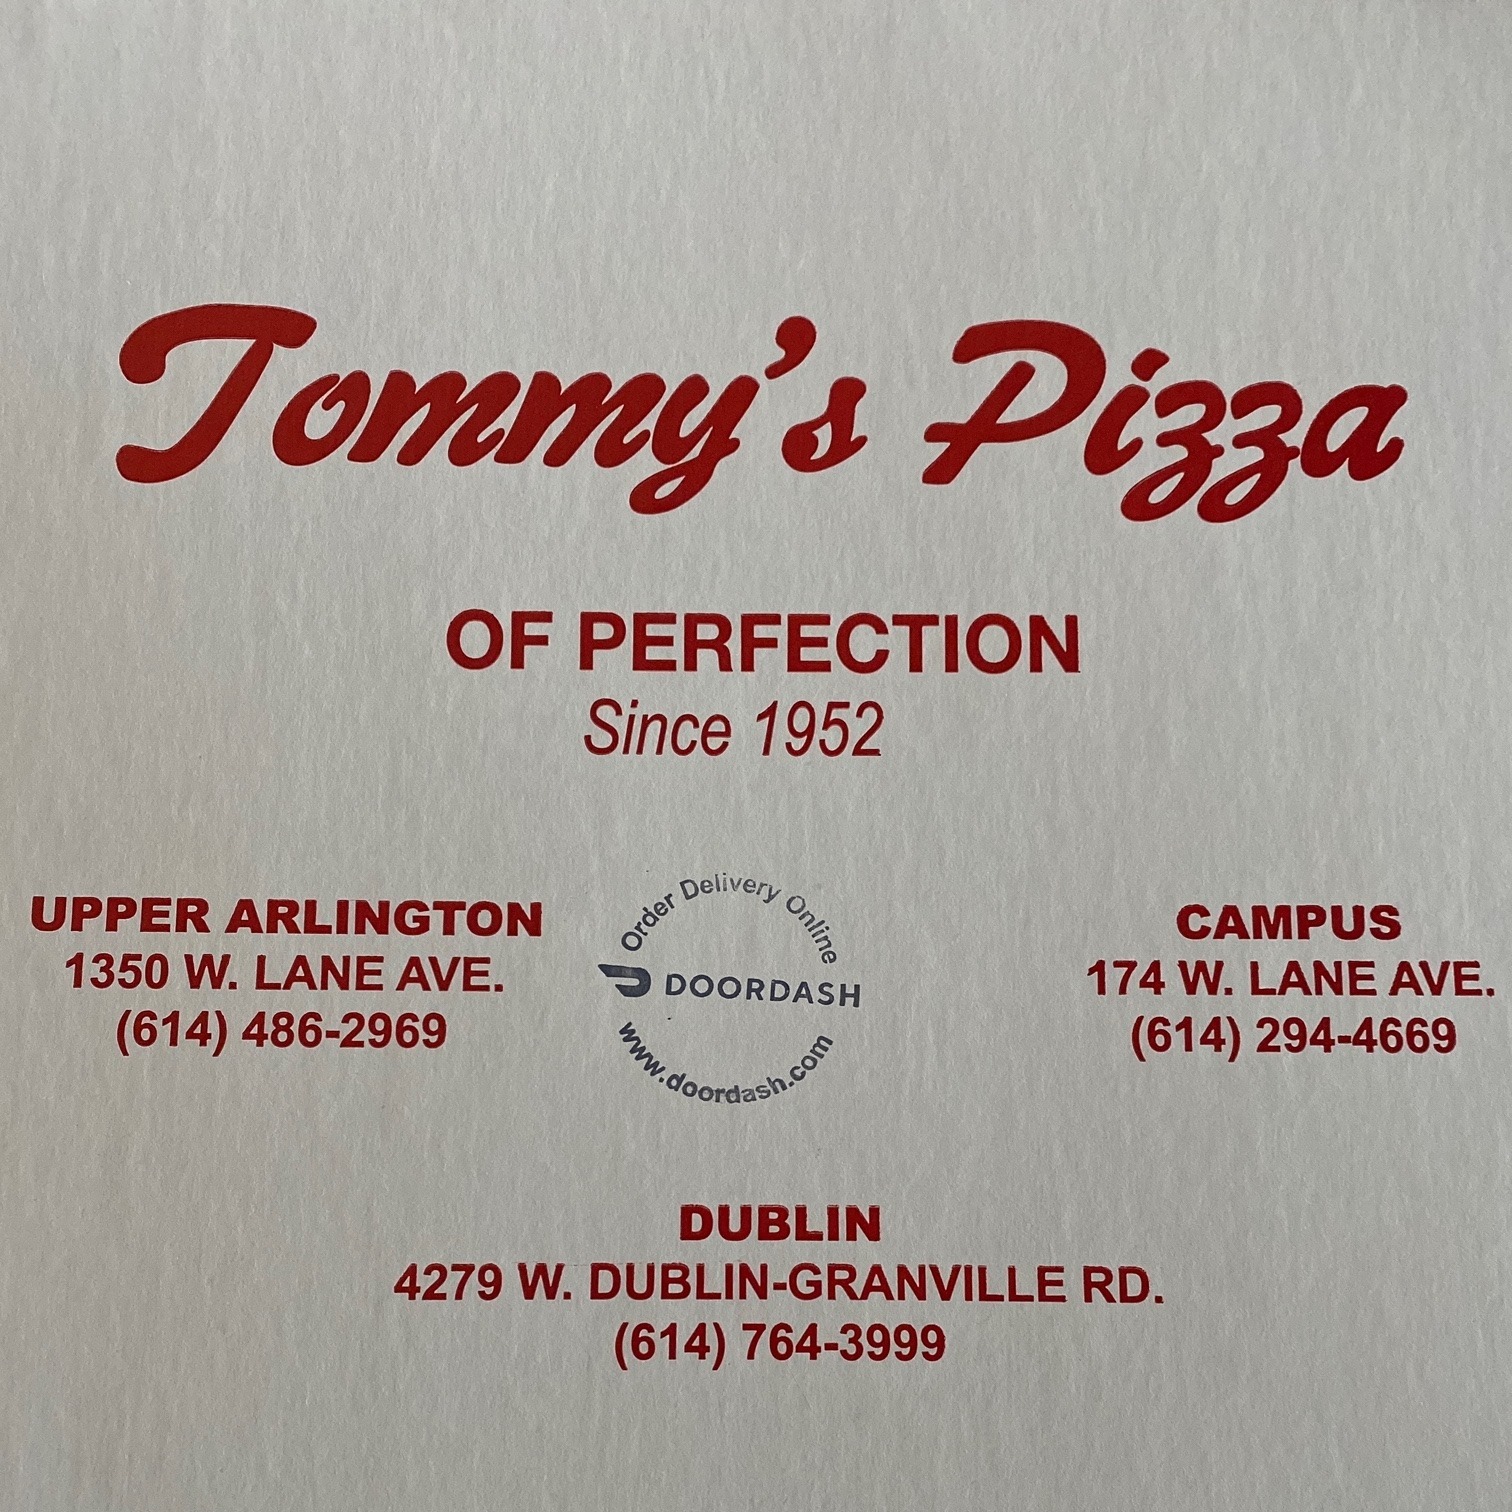 Tommy's Pizza
OF PERFECTION
Since 1952
UPPER ARLINGTON
1350 W. LANE AVE.
(614) 486-2969
Order Delivery Online
DOORDASH
www.doordash.com
CAMPUS
174 W. LANE AVE.
(614) 294-4669
DUBLIN
4279 W. DUBLIN-GRANVILLE RD.
(614) 764-3999